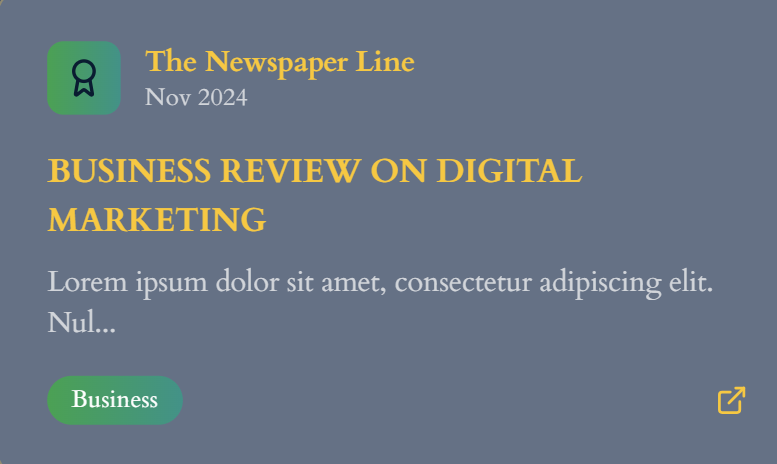 The Newspaper Line
Nov 2024
BUSINESS REVIEW ON DIGITAL
MARKETING
Lorem ipsum dolor sit amet, consectetur adipiscing elit.
Nul...
Business